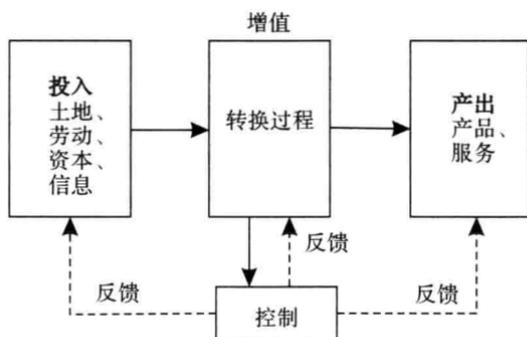 增值
投入
土地、
劳动、
资本、
信息
转换过程
产出
产品、
服务
反馈
反馈
控制
反馈